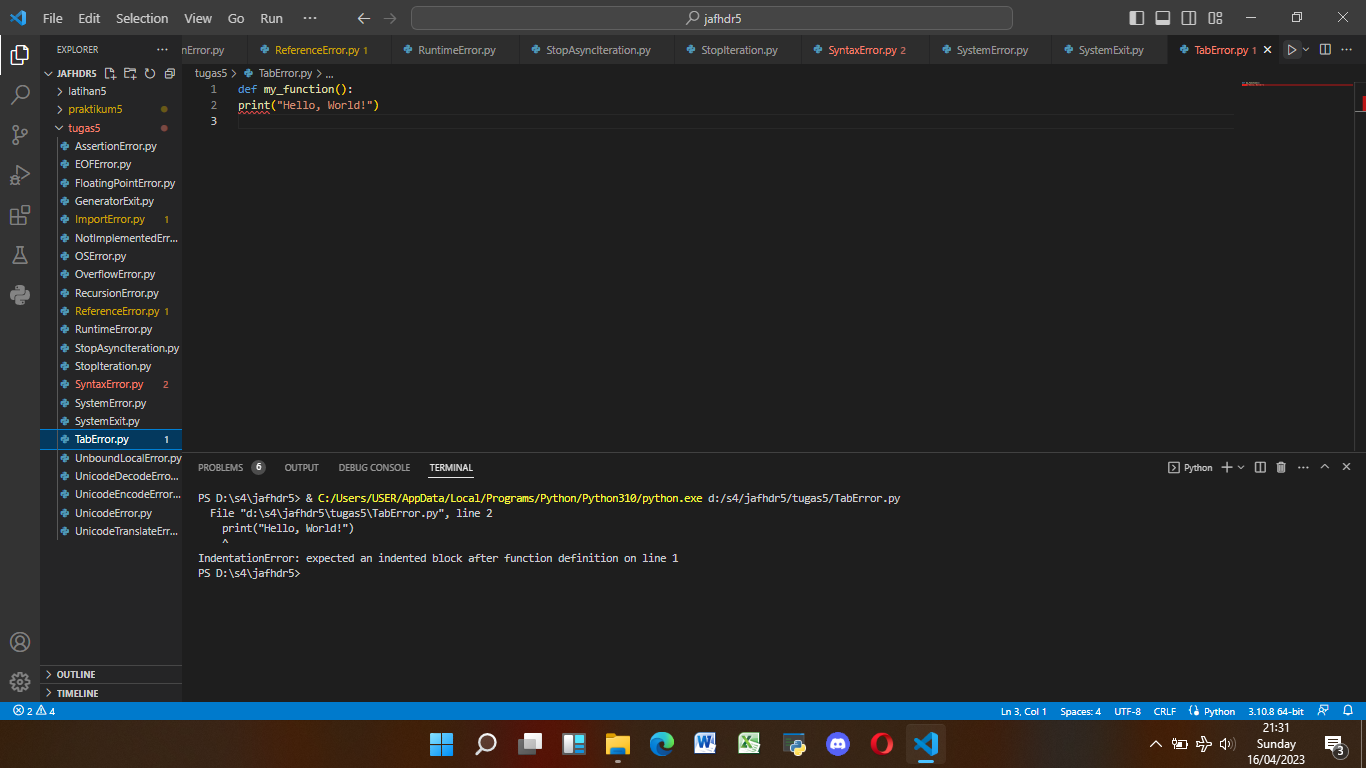 File Edit Selection View Go Run ··· jafhdr5
EXPLORER ··· nError.py ReferenceError.py 1 RuntimeError.py StopAsyncIteration.py StopIteration.py SyntaxError.py 2 SystemError.py SystemExit.py TabError.py 1
JAFHDR5
latihan5
praktikum5
tugas5
AssertionError.py
EOFError.py
FloatingPointError.py
GeneratorExit.py
ImportError.py 1
NotImplementedErr...
OSError.py
OverflowError.py
RecursionError.py
ReferenceError.py 1
RuntimeError.py
StopAsyncIteration.py
StopIteration.py
SyntaxError.py 2
SystemError.py
SystemExit.py
TabError.py 1
UnboundLocalError.py
UnicodeDecodeErro...
UnicodeEncodeError...
UnicodeError.py
UnicodeTranslateErr...
OUTLINE
TIMELINE
tugas5 > TabError.py > ...
1 def my_function():
2 print("Hello, World!")
3
PROBLEMS 6 OUTPUT DEBUG CONSOLE TERMINAL Python
PS D:\s4\jafhdr5> & C:/Users/USER/AppData/Local/Programs/Python/Python310/python.exe d:/s4/jafhdr5/tugas5/TabError.py
File "d:\s4\jafhdr5\tugas5\TabError.py", line 2
print("Hello, World!")
^
IndentationError: expected an indented block after function definition on line 1
PS D:\s4\jafhdr5>
2 4 Ln 3, Col 1 Spaces: 4 UTF-8 CRLF Python 3.10.8 64-bit
21:31
Sunday
16/04/2023
3